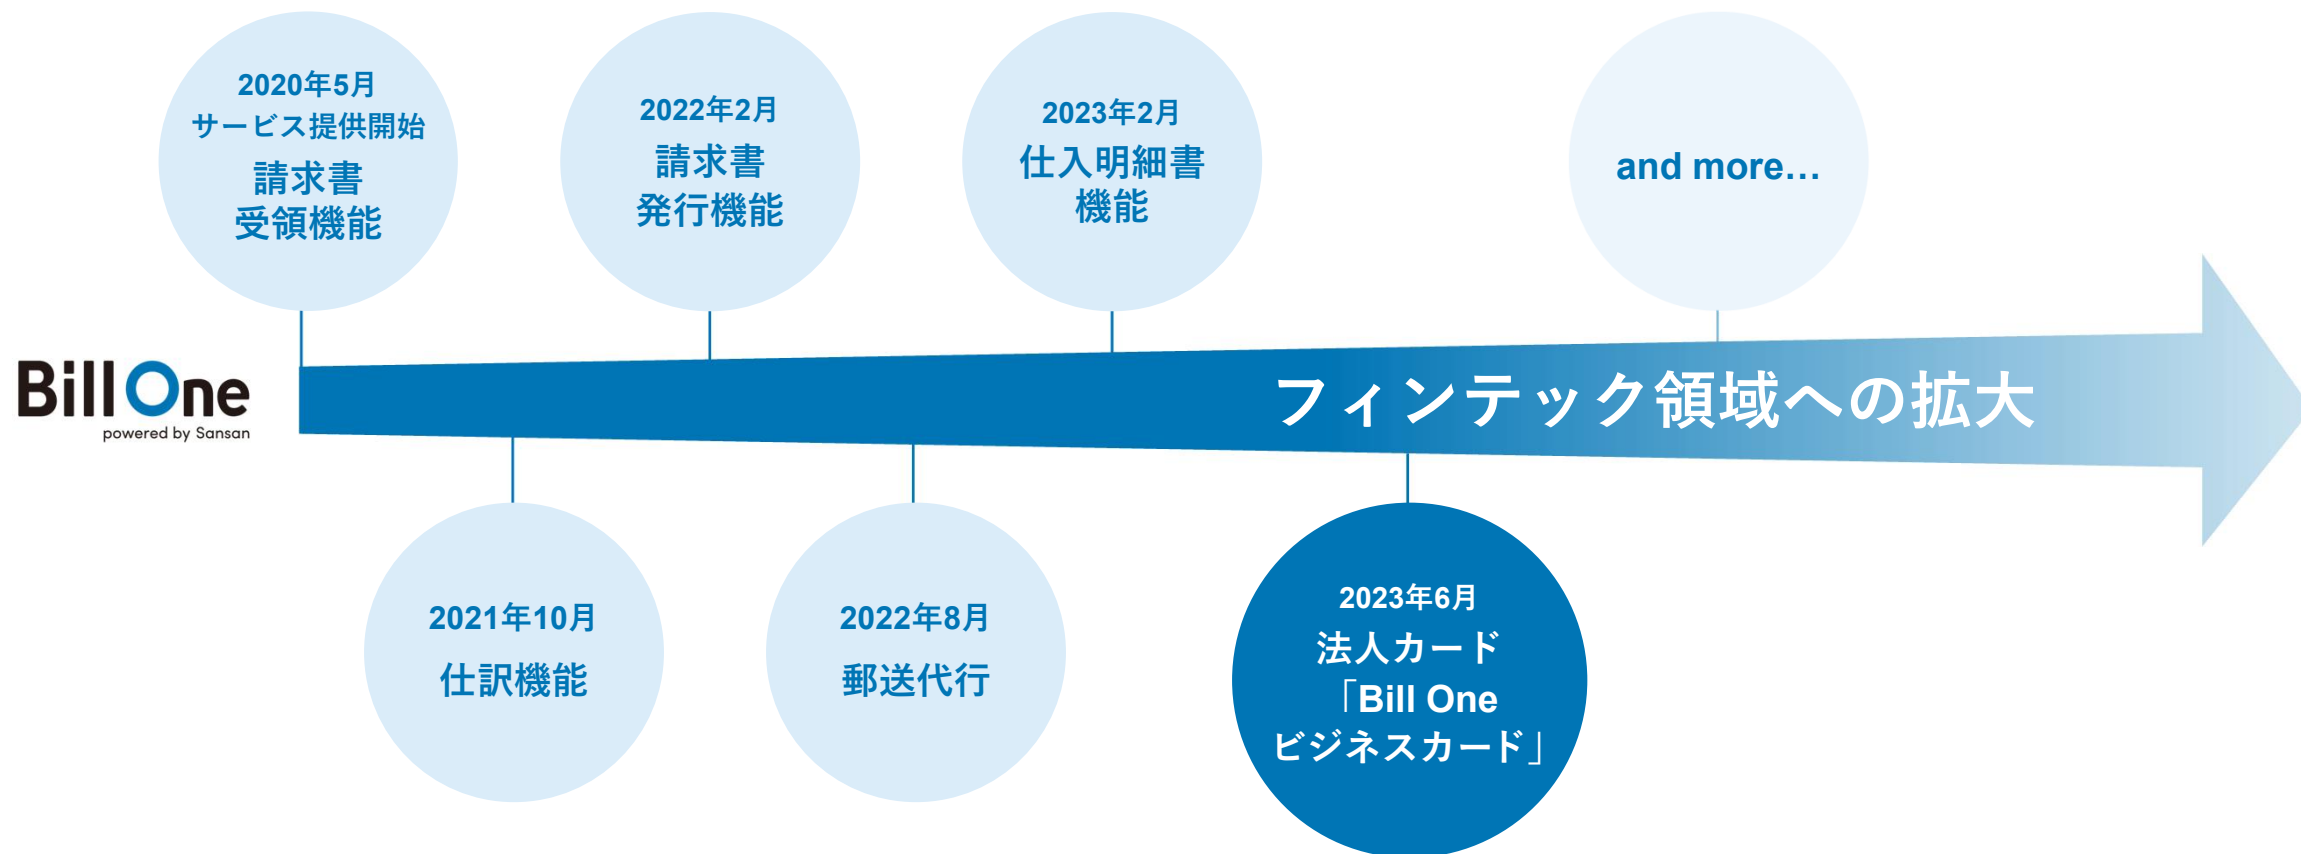 2020年5月
サービス提供開始
請求書
受領機能
2022年2月
請求書
発行機能
2023年2月
仕入明細書
機能
and more…
Bill One
powered by Sansan
フィンテック領域への拡大
2021年10月
仕訳機能
2022年8月
郵送代行
2023年6月
法人カード
「Bill One
ビジネスカード」